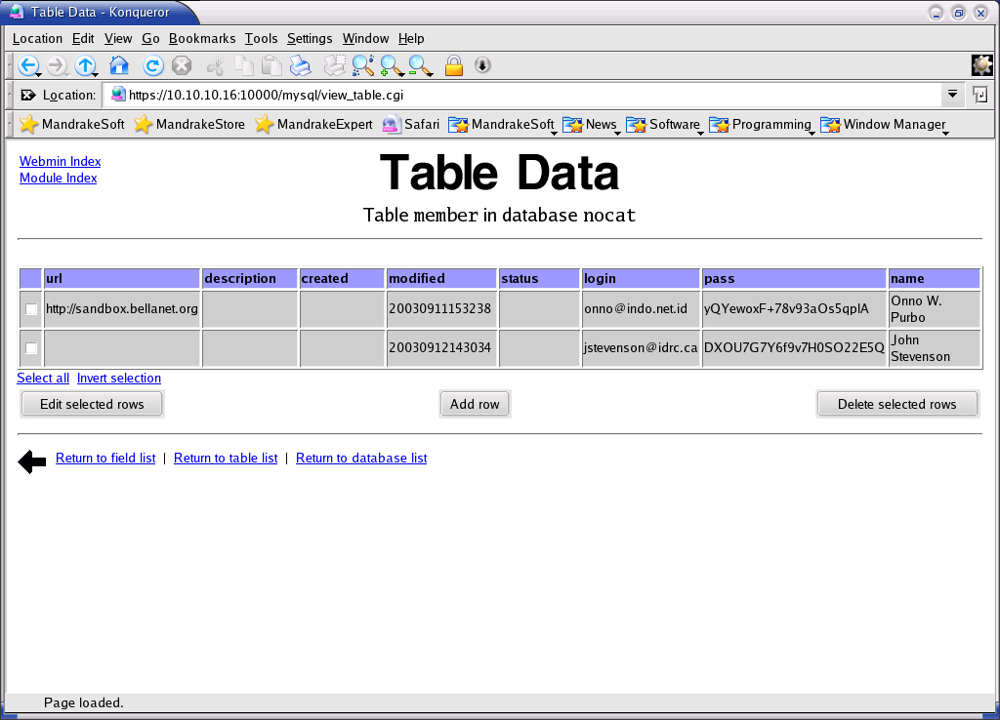 Table Data - Konqueror
Location Edit View Go Bookmarks Tools Settings Window Help
Location: https://10.10.10.16:10000/mysql/view_table.cgi
MandrakeSoft MandrakeStore MandrakeExpert Safari MandrakeSoft News Software Programming Window Manager
Webmin Index
Module Index
Table Data
Table member in database nocat
url description created modified status login pass name
http://sandbox.bellanet.org 20030911153238 onno@indo.net.id yQYewoxF+78v93aOs5qplA Onno W.
Purbo
20030912143034 jstevenson@idrc.ca DXOU7G7Y6f9v7H0SO22E5Q John
Stevenson
Select all Invert selection
Edit selected rows Add row Delete selected rows
Return to field list | Return to table list | Return to database list
Page loaded.